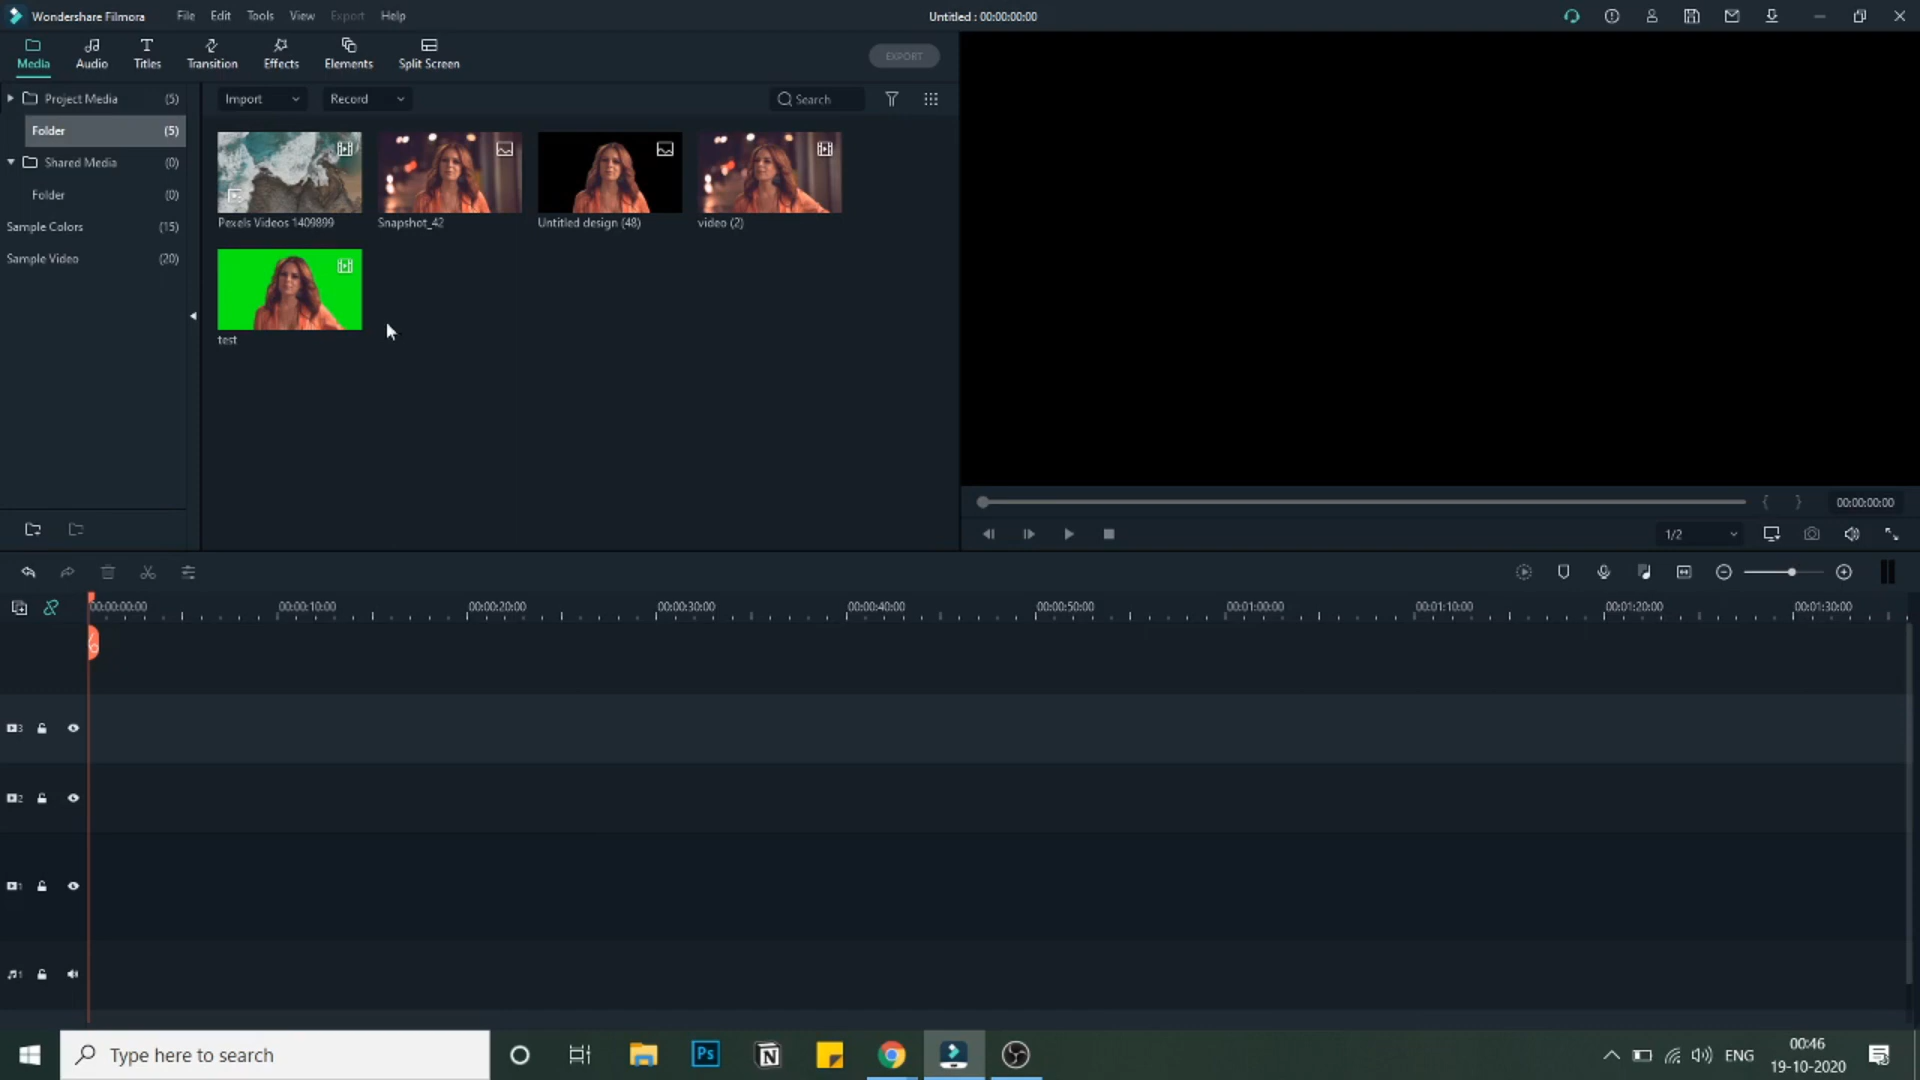 Wondershare Filmora File Edit Tools View Export Help Untitled : 00:00:00:00
Media Audio Titles Transition Effects Elements Split Screen EXPORT
Project Media (5)
Import Record Search
Folder (5)
Shared Media (0)
Folder (0)
Sample Colors (15)
Sample Video (20)
Pexels Videos 1409899
Snapshot_42
Untitled design (48)
video (2)
test
00:00:00:00
1/2
00:00:00:00 00:00:10:00 00:00:20:00 00:00:30:00 00:00:40:00 00:00:50:00 00:01:00:00 00:01:10:00 00:01:20:00 00:01:30:00
3
2
1
1
Type here to search
Ps
N
ENG
00:46
19-10-2020